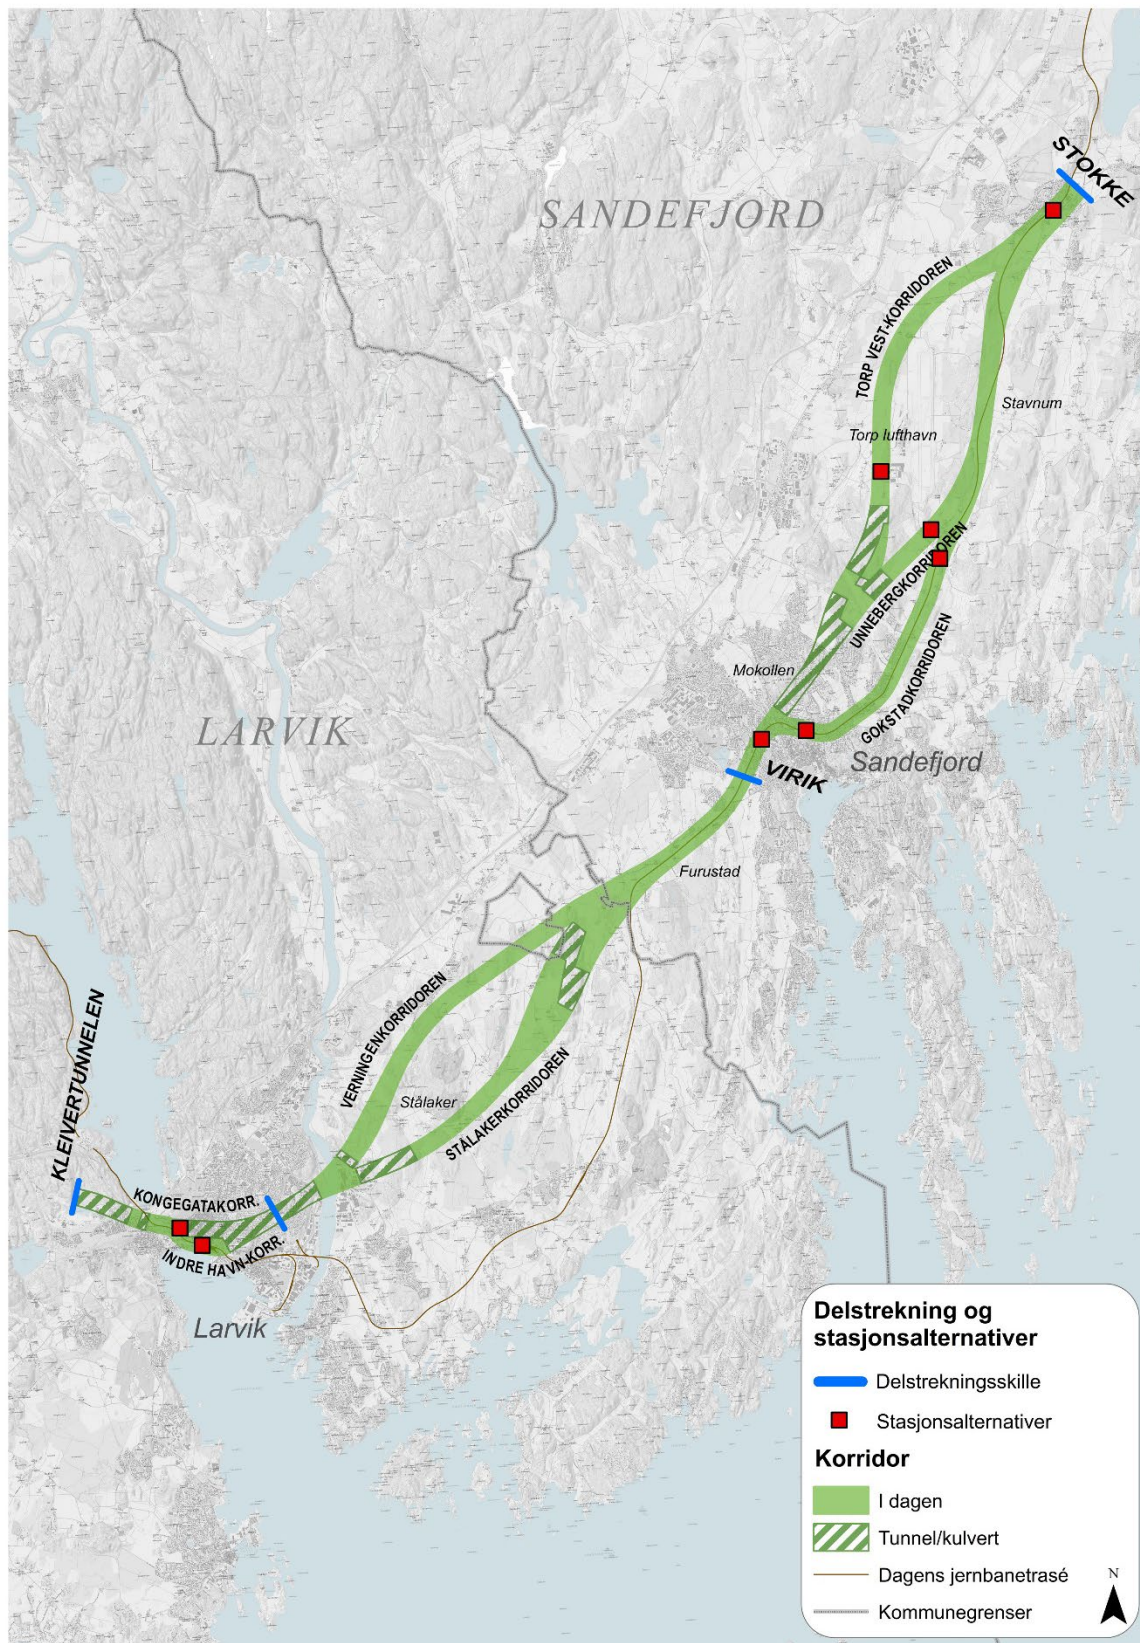 STOKKE
SANDEFJORD
TORP VEST-KORRIDOREN
Stavnum
Torp lufthavn
UNNEBERGKORRIDOREN
Mokollen
GOKSTADKORRIDOREN
LARVIK
Sandefjord
VIRIK
Furustad
VERNINGENKORRIDOREN
KLEIVERTUNNELEN
Stålaker
STÅLAKERKORRIDOREN
KONGEGATAKORR.
INDRE HAVN-KORR.
Larvik
Delstrekning og
stasjonsalternativer
Delstrekningsskille
Stasjonsalternativer
Korridor
I dagen
Tunnel/kulvert
Dagens jernbanetrasé
Kommunegrenser
N